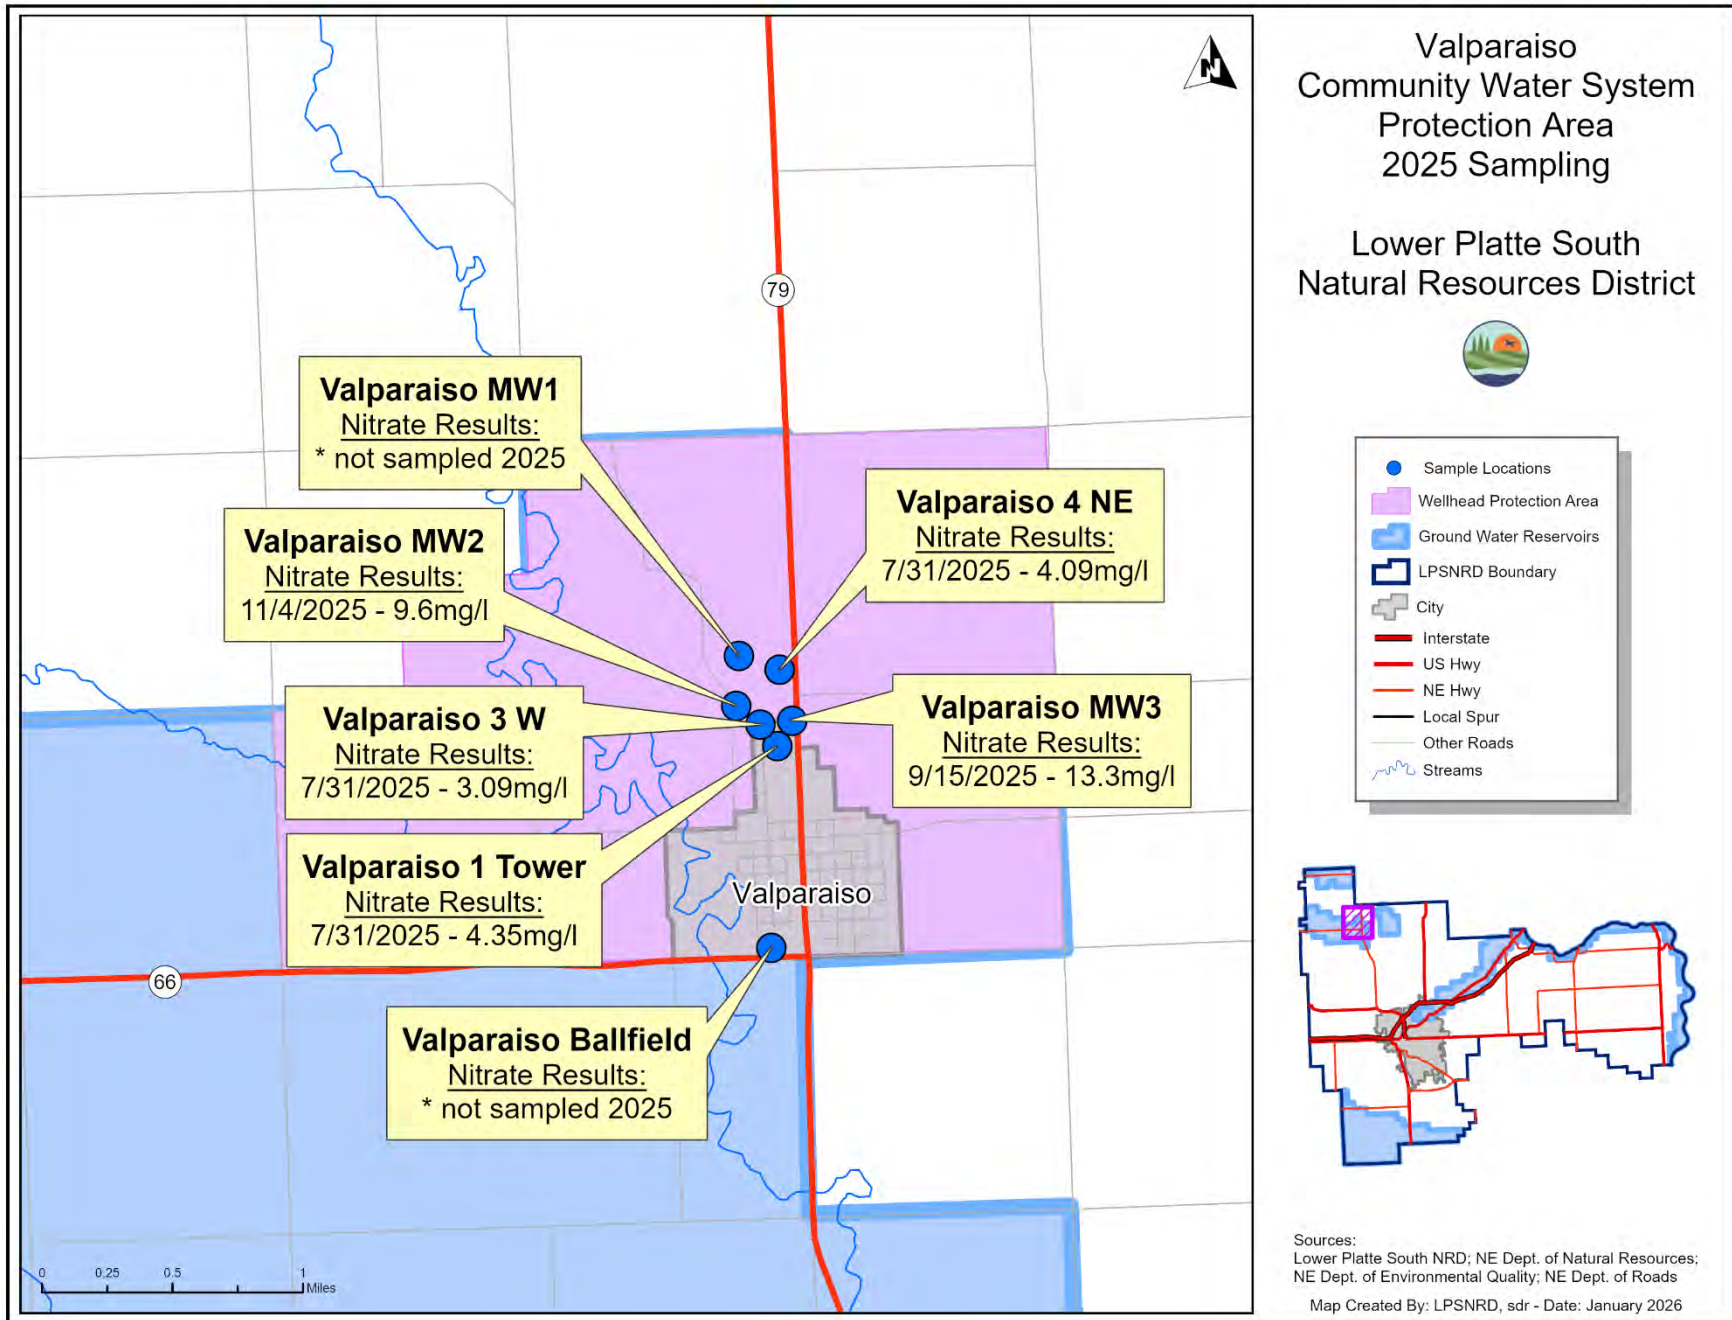 Valparaiso
Community Water System
Protection Area
2025 Sampling
Lower Platte South
Natural Resources District
N
79
Valparaiso MW1
Nitrate Results:
* not sampled 2025
Valparaiso 4 NE
Nitrate Results:
7/31/2025 - 4.09mg/l
Valparaiso MW2
Nitrate Results:
11/4/2025 - 9.6mg/l
Valparaiso 3 W
Nitrate Results:
7/31/2025 - 3.09mg/l
Valparaiso MW3
Nitrate Results:
9/15/2025 - 13.3mg/l
Valparaiso 1 Tower
Nitrate Results:
7/31/2025 - 4.35mg/l
Valparaiso
66
Valparaiso Ballfield
Nitrate Results:
* not sampled 2025
0 0.25 0.5 1
Miles
Sample Locations
Wellhead Protection Area
Ground Water Reservoirs
LPSNRD Boundary
City
Interstate
US Hwy
NE Hwy
Local Spur
Other Roads
Streams
Sources:
Lower Platte South NRD; NE Dept. of Natural Resources;
NE Dept. of Environmental Quality; NE Dept. of Roads
Map Created By: LPSNRD, sdr - Date: January 2026